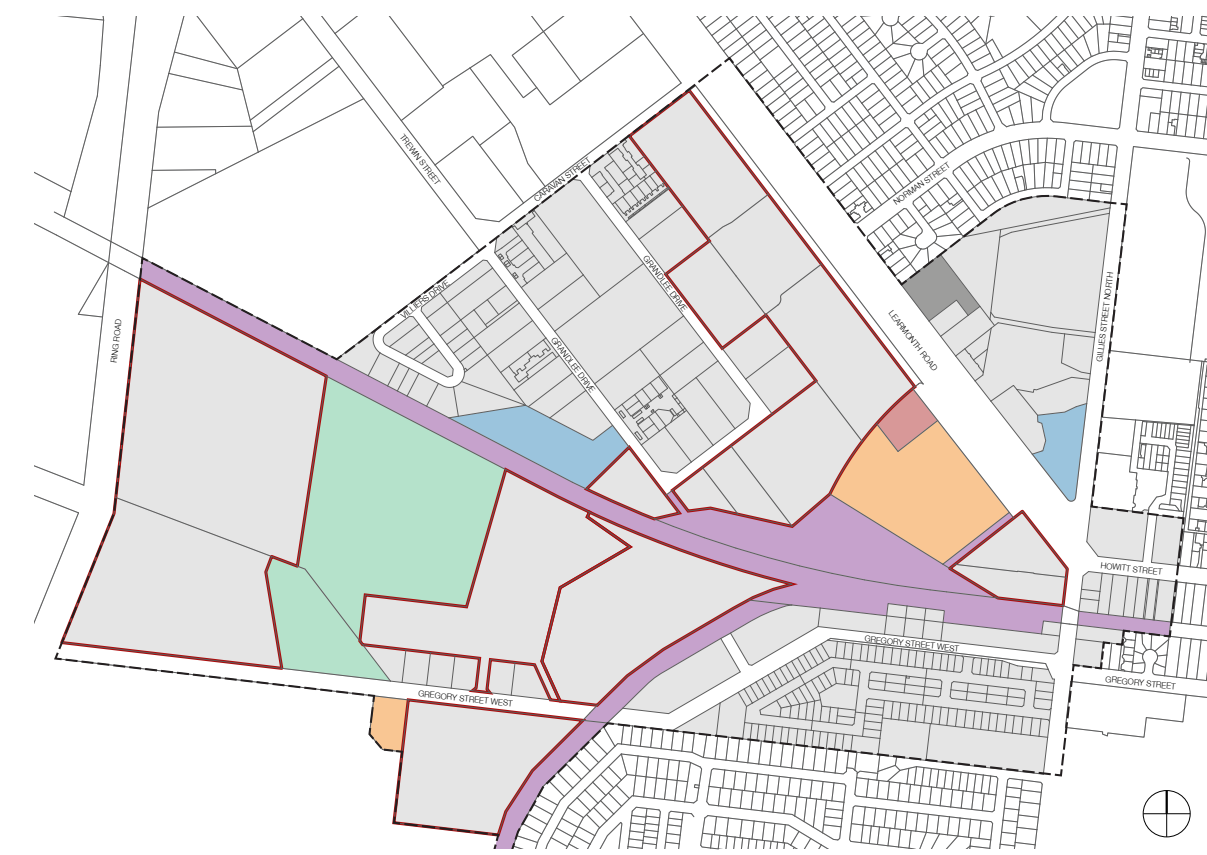 TREWIN STREET
CARAVAN STREET
NORMAN STREET
VILLIERS DRIVE
GRANDLEE DRIVE
GRANDLEE DRIVE
GILLIES STREET NORTH
LEARMONTH ROAD
RING ROAD
HOWITT STREET
GREGORY STREET WEST
GREGORY STREET
GREGORY STREET WEST